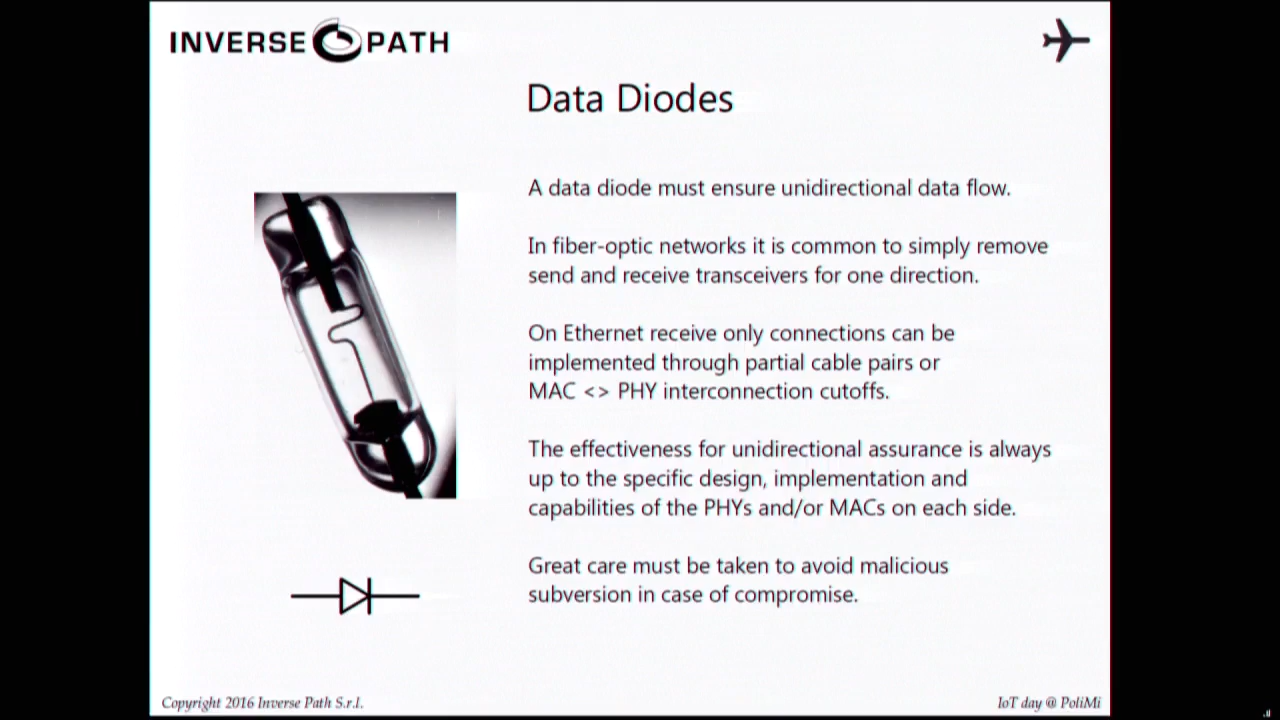 INVERSE PATH
Data Diodes
A data diode must ensure unidirectional data flow.
In fiber-optic networks it is common to simply remove
send and receive transceivers for one direction.
On Ethernet receive only connections can be
implemented through partial cable pairs or
MAC <> PHY interconnection cutoffs.
The effectiveness for unidirectional assurance is always
up to the specific design, implementation and
capabilities of the PHYs and/or MACs on each side.
Great care must be taken to avoid malicious
subversion in case of compromise.
Copyright 2016 Inverse Path S.r.l.
IoT day @ PoliMi